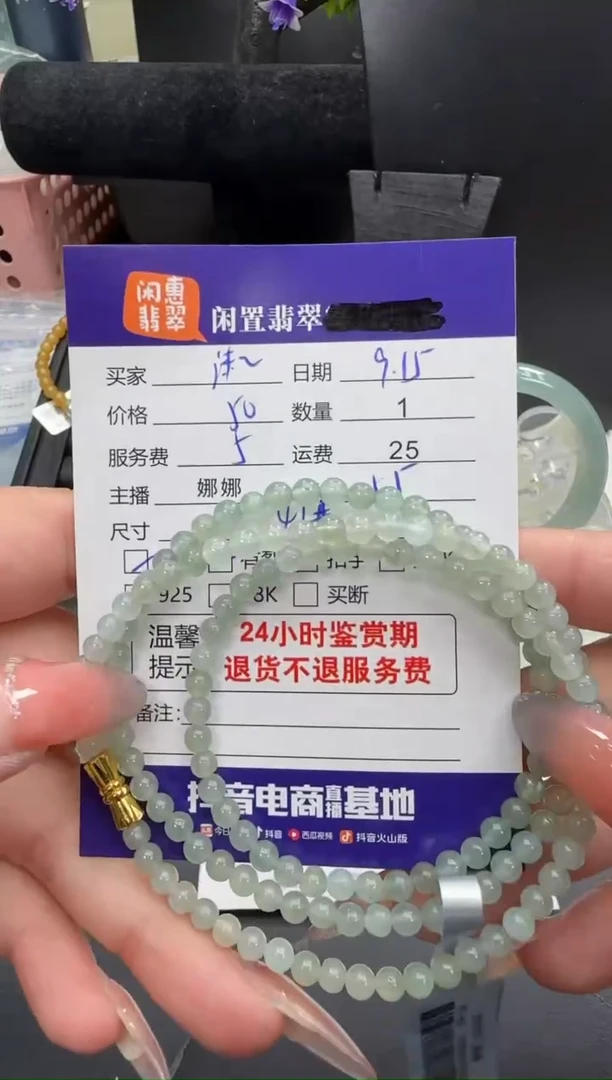 闲惠
翡翠
闲置翡翠
买家 日期 9.15
价格 50 数量 1
服务费 5 运费 25
主播 娜娜
尺寸
925 8K 买断
温馨 24小时鉴赏期
提示 退货不退服务费
备注:
抖音电商直播基地
今日 抖音 西瓜视频 抖音火山版